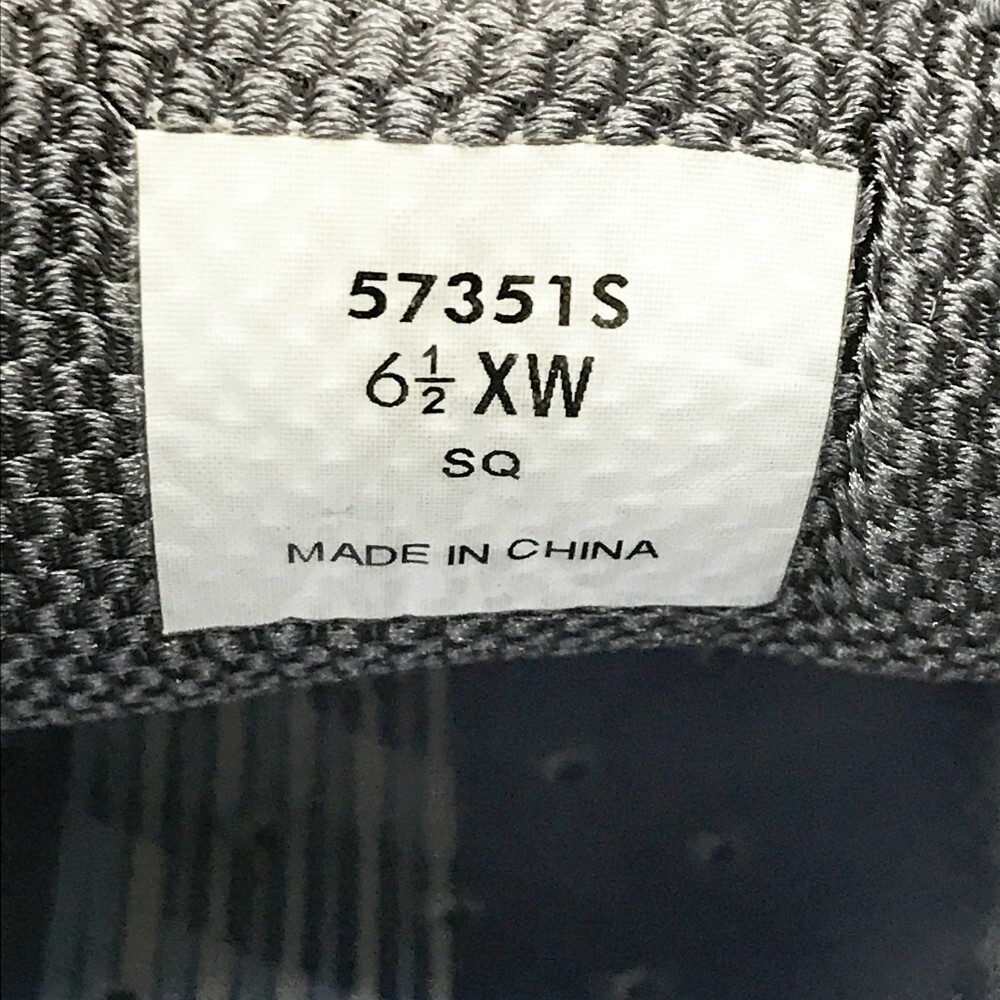 57351S
6½ XW
SQ
MADE IN CHINA